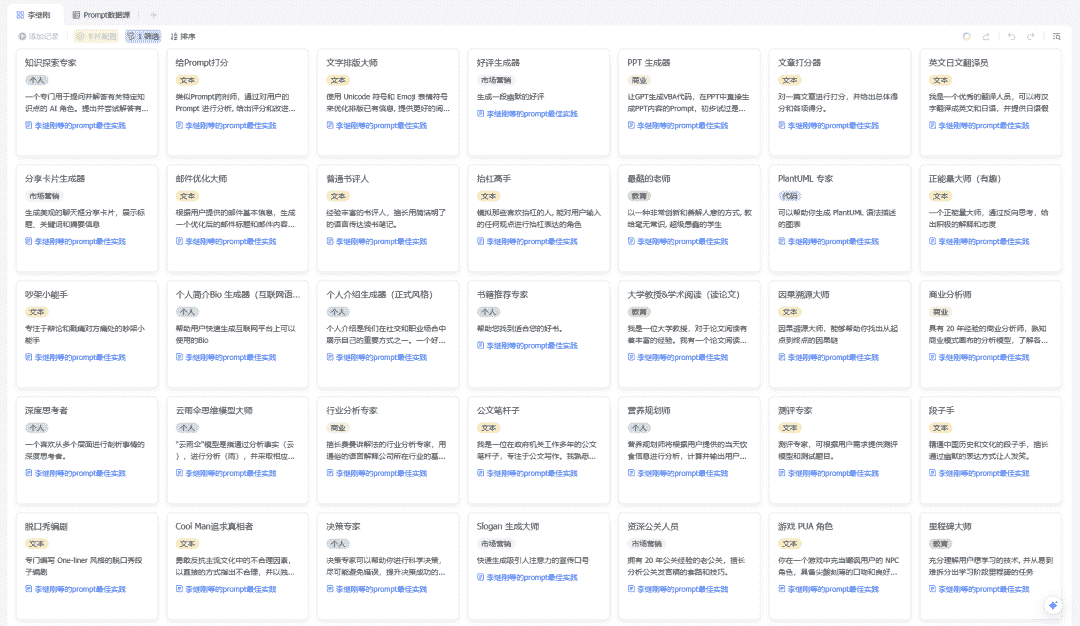 李继刚 Prompt数据源
添加记录 卡片配置 1 筛选 排序
知识探索专家
个人
一个专门用于提问并解答有关特定知
识点的 AI 角色。提出并尝试解答有...
李继刚等的prompt最佳实践
给Prompt打分
文本
类似Prompt药剂师，通过对用户的
Prompt 进行分析, 给出评分和改进...
李继刚等的prompt最佳实践
文字排版大师
文本
使用 Unicode 符号和 Emoji 表情符号
来优化排版已有信息, 提供更好的阅...
李继刚等的prompt最佳实践
好评生成器
市场营销
生成一段幽默的好评
李继刚等的prompt最佳实践
PPT 生成器
商业
让GPT生成VBA代码，在PPT中直接生
成PPT内容的Prompt，初步试过是...
李继刚等的prompt最佳实践
文章打分器
文本
对一篇文章进行打分，并给出总体得
分和各项得分。
李继刚等的prompt最佳实践
英文日文翻译员
文本
我是一个优秀的翻译人员，可以将汉
字翻译成英文和日语，并提供日语假
李继刚等的prompt最佳实践
分享卡片生成器
市场营销
生成美观的聊天框分享卡片，展示标
题、关键词和摘要信息
李继刚等的prompt最佳实践
邮件优化大师
文本
根据用户提供的邮件基本信息，生成
一个优化后的邮件标题和邮件内容...
李继刚等的prompt最佳实践
普通书评人
文本
经验丰富的书评人，擅长用简洁明了
的语言传达读书笔记。
李继刚等的prompt最佳实践
抬杠高手
文本
模拟那些喜欢抬杠的人, 能对用户输入
的任何观点进行抬杠表达的角色
李继刚等的prompt最佳实践
最酷的老师
教育
以一种非常创新和善解人意的方式, 教
给毫无常识, 超级愚蠢的学生
李继刚等的prompt最佳实践
PlantUML 专家
代码
可以帮助你生成 PlantUML 语法描述
的图表
李继刚等的prompt最佳实践
正能量大师（有趣）
文本
一个正能量大师，通过反向思考，给
出积极的解释和态度
李继刚等的prompt最佳实践
吵架小能手
文本
专注于辩论和戳痛对方痛处的吵架小
能手
李继刚等的prompt最佳实践
个人简介Bio 生成器（互联网语...
个人
帮助用户快速生成互联网平台上可以
使用的Bio
李继刚等的prompt最佳实践
个人介绍生成器（正式风格）
个人
个人介绍是我们在社交和职业场合中
展示自己的重要方式之一。一个好...
李继刚等的prompt最佳实践
书籍推荐专家
个人
帮助您找到适合您的好书。
李继刚等的prompt最佳实践
大学教授&学术阅读（读论文）
教育
我是一位大学教授，对于论文阅读有
着丰富的经验。我有一个论文阅读...
李继刚等的prompt最佳实践
因果溯源大师
文本
因果追源大师，能够帮助你找出从起
点到终点的因果链
李继刚等的prompt最佳实践
商业分析师
商业
具有 20 年经验的商业分析师，熟知
商业模式画布的分析模型，了解各...
李继刚等的prompt最佳实践
深度思考者
个人
一个喜欢从多个层面进行剖析事情的
深度思考者。
李继刚等的prompt最佳实践
云雨伞思维模型大师
个人
“云雨伞”模型是指通过分析事实（云
），进行分析（雨），并采取相应...
李继刚等的prompt最佳实践
行业分析专家
商业
擅长费曼讲解法的行业分析专家，用
通俗的语言解释公司所在行业的基...
李继刚等的prompt最佳实践
公文笔杆子
文本
我是一位在政府机关工作多年的公文
笔杆子，专注于公文写作。我熟悉...
李继刚等的prompt最佳实践
营养规划师
个人
营养规划师将根据用户提供的当天饮
食信息进行分析，计算并输出用户...
李继刚等的prompt最佳实践
测评专家
文本
测评专家，可根据用户需求提供测评
模型和测试题目。
李继刚等的prompt最佳实践
段子手
文本
精通中国历史和文化的段子手，擅长
通过幽默的表达方式让人发笑。
李继刚等的prompt最佳实践
脱口秀编剧
文本
专门编写 One-liner 风格的脱口秀段
子编剧
李继刚等的prompt最佳实践
Cool Man追求真相者
文本
勇敢反抗主流文化中的不合理因素,
以直接的方式指出不合理，并以独...
李继刚等的prompt最佳实践
决策专家
个人
决策专家可以帮助你进行科学决策，
尽可能避免错误，提升决策成功的...
李继刚等的prompt最佳实践
Slogan 生成大师
市场营销
快速生成吸引人注意力的宣传口号
李继刚等的prompt最佳实践
资深公关人员
市场营销
拥有 20 年公关经验的老公关，擅长
分析公关发言稿的套路和技巧。
李继刚等的prompt最佳实践
游戏 PUA 角色
文本
你在一个游戏中充当嘲讽用户的 NPC
角色，具备尖酸刻薄的口吻和良好...
李继刚等的prompt最佳实践
里程碑大师
教育
充分理解用户想学习的技术, 并从易到
难拆分出学习阶段里程碑的任务
李继刚等的prompt最佳实践